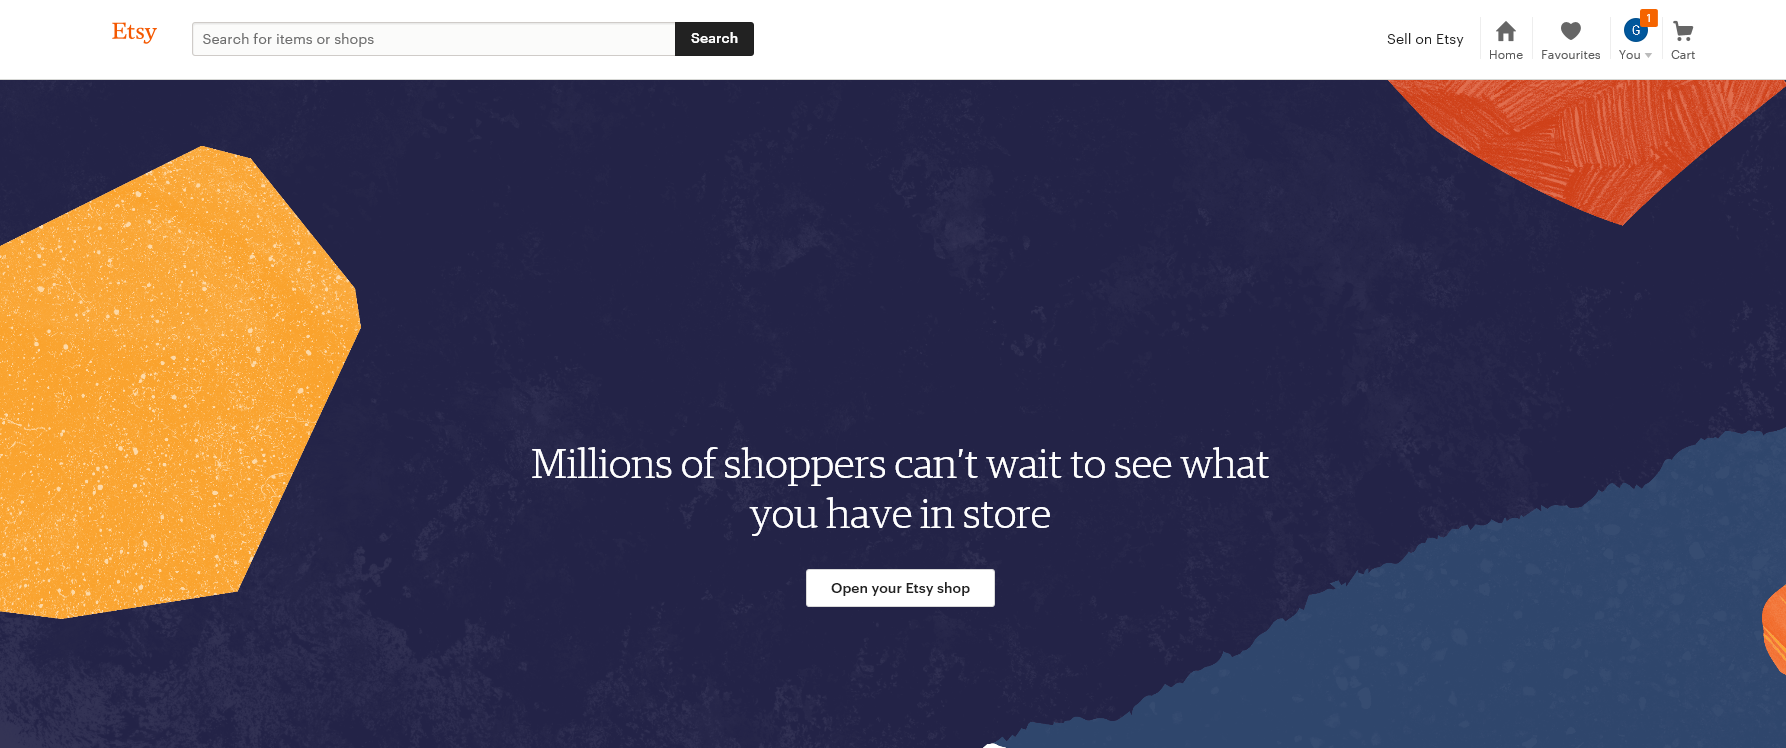 Etsy
Search for items or shops
Search
Sell on Etsy
Home
Favourites
G
1
You
Cart
Millions of shoppers can’t wait to see what
you have in store
Open your Etsy shop